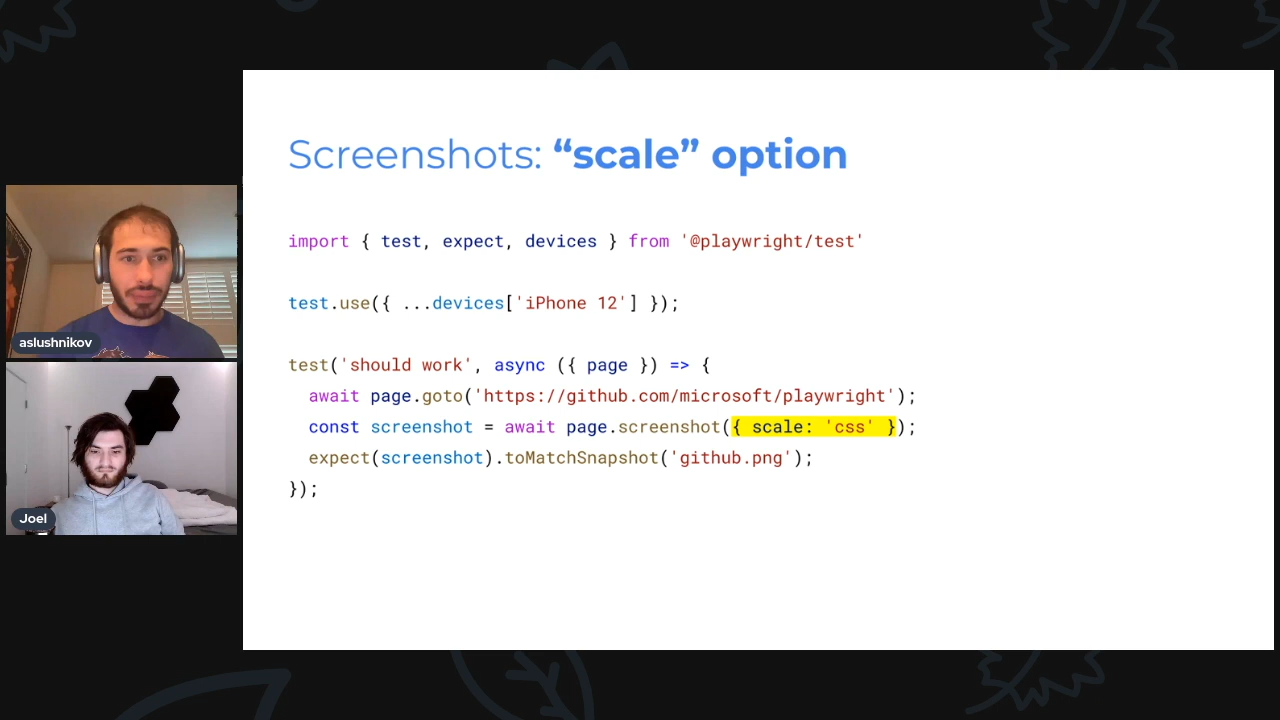 Screenshots: “scale” option
import { test, expect, devices } from '@playwright/test'
test.use({ ...devices['iPhone 12'] });
test('should work', async ({ page }) => {
  await page.goto('https://github.com/microsoft/playwright');
  const screenshot = await page.screenshot({ scale: 'css' });
  expect(screenshot).toMatchSnapshot('github.png');
});
aslushnikov
Joel